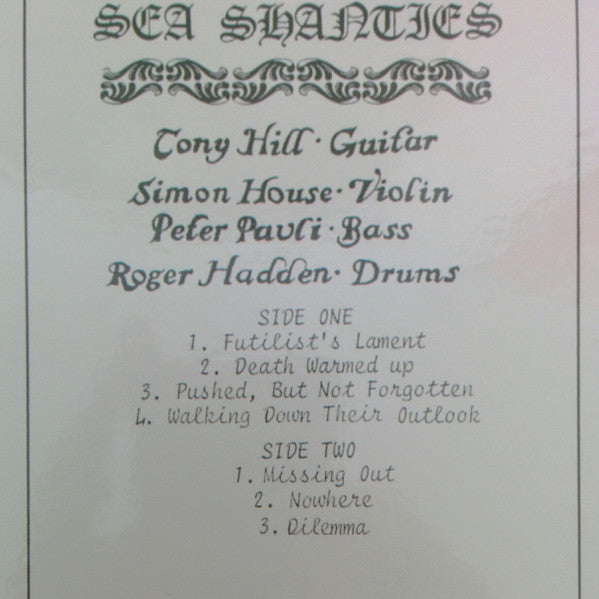 SEA SHANTIES
Tony Hill · Guitar
Simon House · Violin
Peter Pavli · Bass
Roger Hadden · Drums
SIDE ONE
1. Futilist's Lament
2. Death Warmed up
3. Pushed, But Not Forgotten
4. Walking Down Their Outlook
SIDE TWO
1. Missing Out
2. Nowhere
3. Dilemma